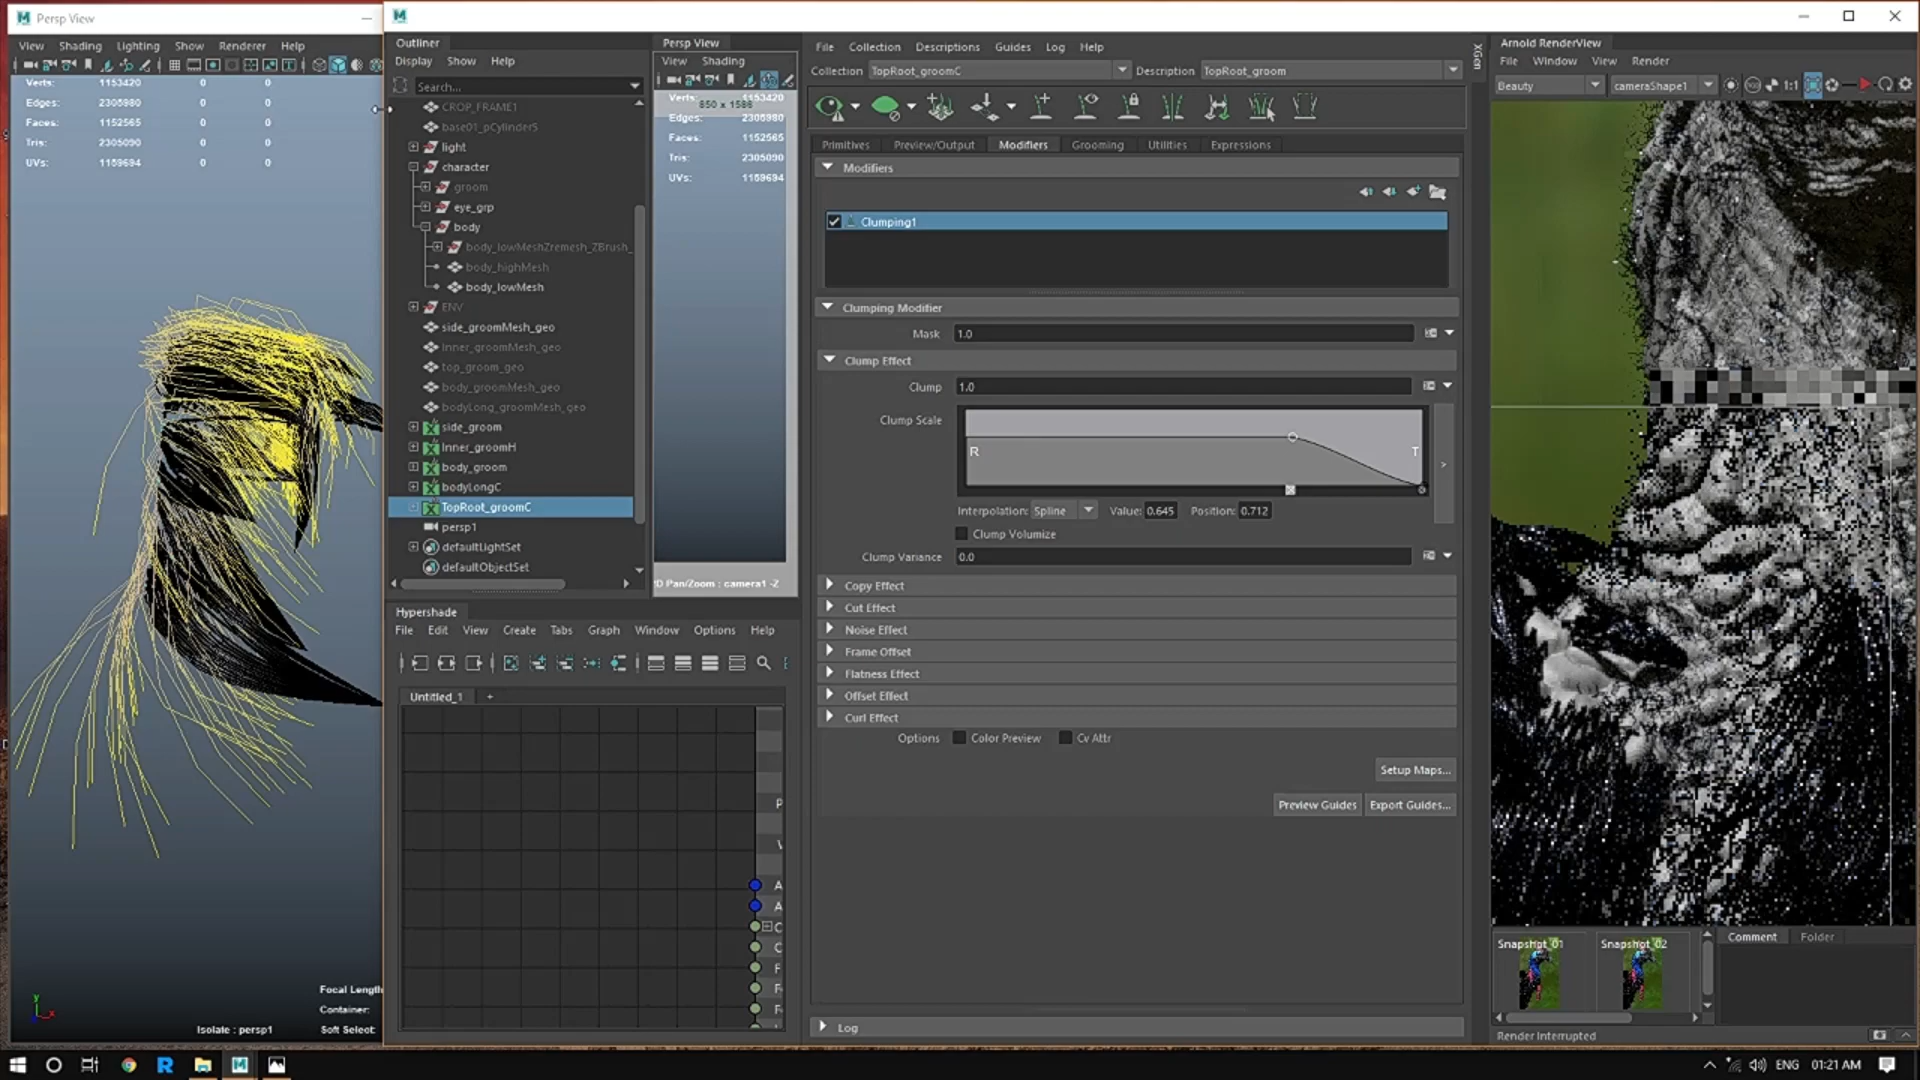 Persp View
View Shading Lighting Show Renderer Help
Verts: 1153420 0 0
Edges: 2305980 0 0
Faces: 1152565 0 0
Tris: 2305090 0 0
UVs: 1159694 0 0
Focal Length
Container:
Isolate : persp1 Soft Select:
Outliner
Display Show Help
Search...
CROP_FRAME1
base01_pCylinder5
light
character
groom
eye_grp
body
body_lowMeshZremesh_ZBrush_
body_highMesh
body_lowMesh
ENV
side_groomMesh_geo
Inner_groomMesh_geo
top_groom_geo
body_groomMesh_geo
bodyLong_groomMesh_geo
side_groom
Inner_groomH
body_groom
bodyLongC
TopRoot_groomC
persp1
defaultLightSet
defaultObjectSet
Persp View
View Shading
Verts: 1153420
850 x 1586
Edges: 2305980
Faces: 1152565
Tris: 2305090
UVs: 1159694
2D Pan/Zoom : camera1 -Z
Hypershade
File Edit View Create Tabs Graph Window Options Help
Untitled_1 +
P
V
A
A
C
C
F
F
F
File Collection Descriptions Guides Log Help
Collection TopRoot_groomC Description TopRoot_groom
XGen
Primitives Preview/Output Modifiers Grooming Utilities Expressions
Modifiers
Clumping1
Clumping Modifier
Mask 1.0
Clump Effect
Clump 1.0
Clump Scale
R T
>
Interpolation: Spline Value: 0.645 Position: 0.712
Clump Volumize
Clump Variance 0.0
Copy Effect
Cut Effect
Noise Effect
Frame Offset
Flatness Effect
Offset Effect
Curl Effect
Options Color Preview Cv Attr
Setup Maps...
Preview Guides Export Guides...
Log
Arnold RenderView
File Window View Render
Beauty cameraShape1 1:1
Snapshot_01 Snapshot_02
Comment Folder
Render Interrupted
ENG 01:21 AM